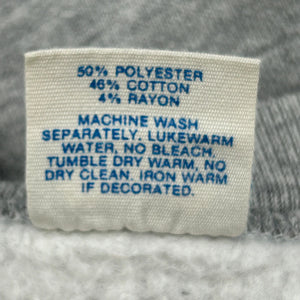 50% POLYESTER
46% COTTON
4% RAYON
MACHINE WASH
SEPARATELY. LUKEWARM
WATER, NO BLEACH,
TUMBLE DRY WARM, NO
DRY CLEAN. IRON WARM
IF DECORATED.